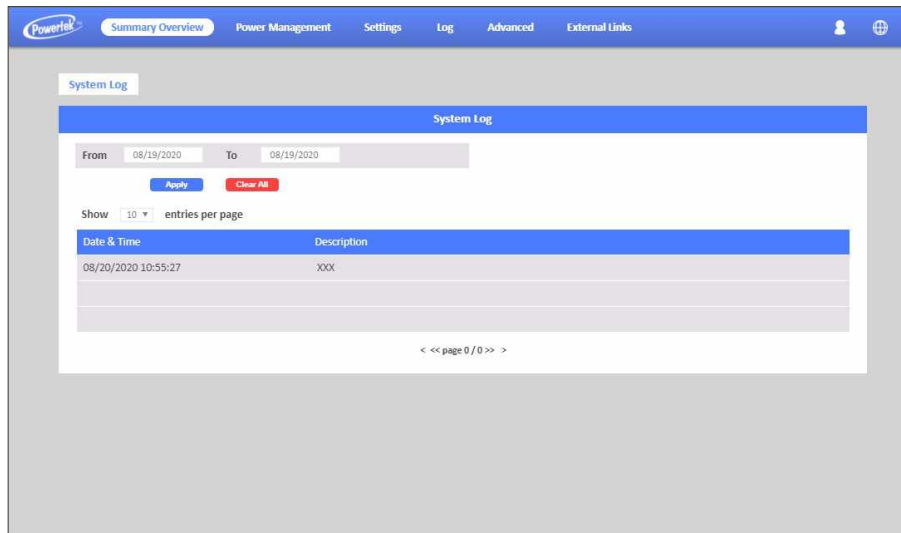 Powertek Summary Overview Power Management Settings Log Advanced External Links
System Log
System Log
From 08/19/2020 To 08/19/2020
Apply Clear All
Show 10 entries per page
Date & Time Description
08/20/2020 10:55:27 XXX
< << page 0 / 0 >> >